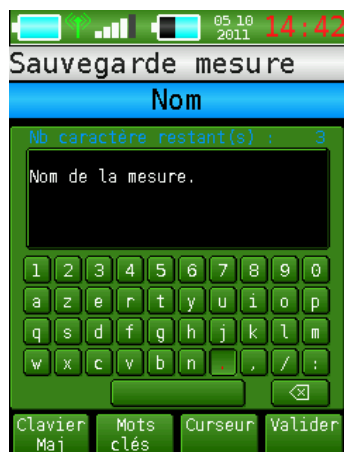 05 10
2011
14:42
Sauvegarde mesure
Nom
Nb caractère restant(s) : 3
Nom de la mesure.
1 2 3 4 5 6 7 8 9 0
a z e r t y u i o p
q s d f g h j k l m
w x c v b n . , / :
Clavier Maj
Mots clés
Curseur
Valider